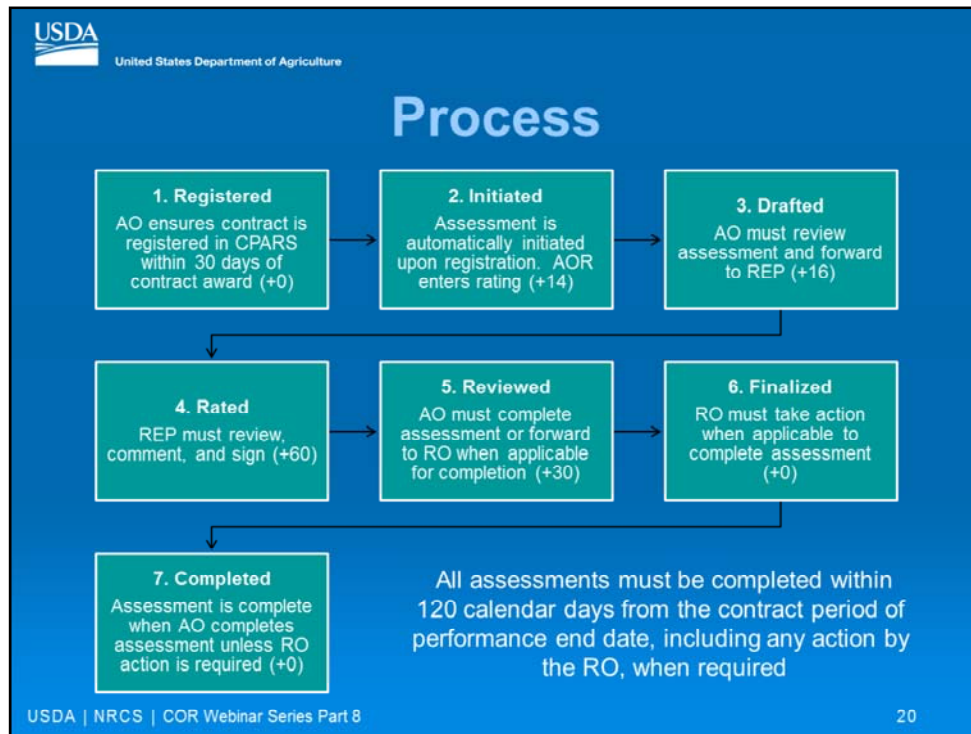 USDA
United States Department of Agriculture
Process
1. Registered
AO ensures contract is
registered in CPARS
within 30 days of
contract award (+0)
2. Initiated
Assessment is
automatically initiated
upon registration. AOR
enters rating (+14)
3. Drafted
AO must review
assessment and forward
to REP (+16)
4. Rated
REP must review,
comment, and sign (+60)
5. Reviewed
AO must complete
assessment or forward
to RO when applicable
for completion (+30)
6. Finalized
RO must take action
when applicable to
complete assessment
(+0)
7. Completed
Assessment is complete
when AO completes
assessment unless RO
action is required (+0)
All assessments must be completed within
120 calendar days from the contract period of
performance end date, including any action by
the RO, when required
USDA | NRCS | COR Webinar Series Part 8
20